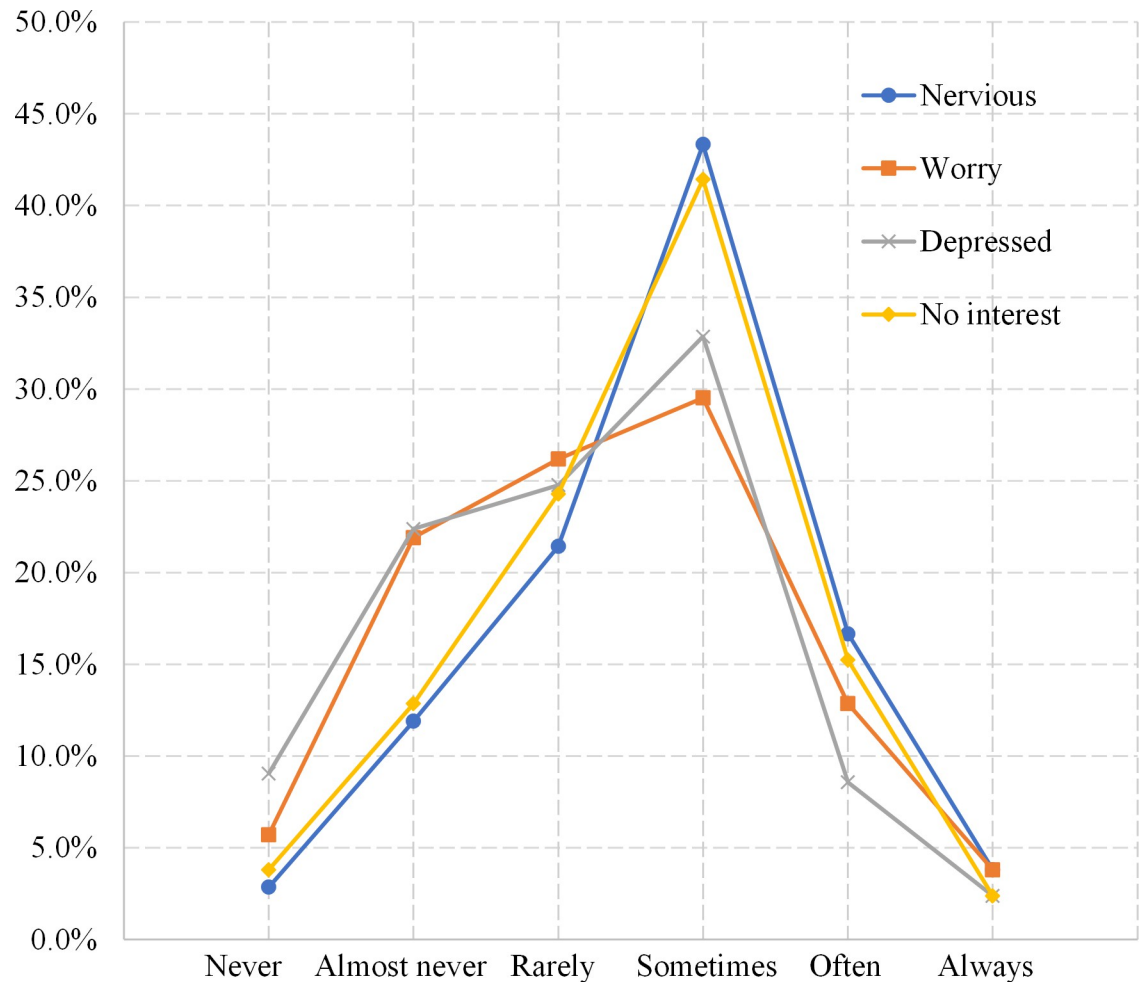 50.0%
45.0%
40.0%
35.0%
30.0%
25.0%
20.0%
15.0%
10.0%
5.0%
0.0%
Nervious
Worry
Depressed
No interest
Never Almost never Rarely Sometimes Often Always